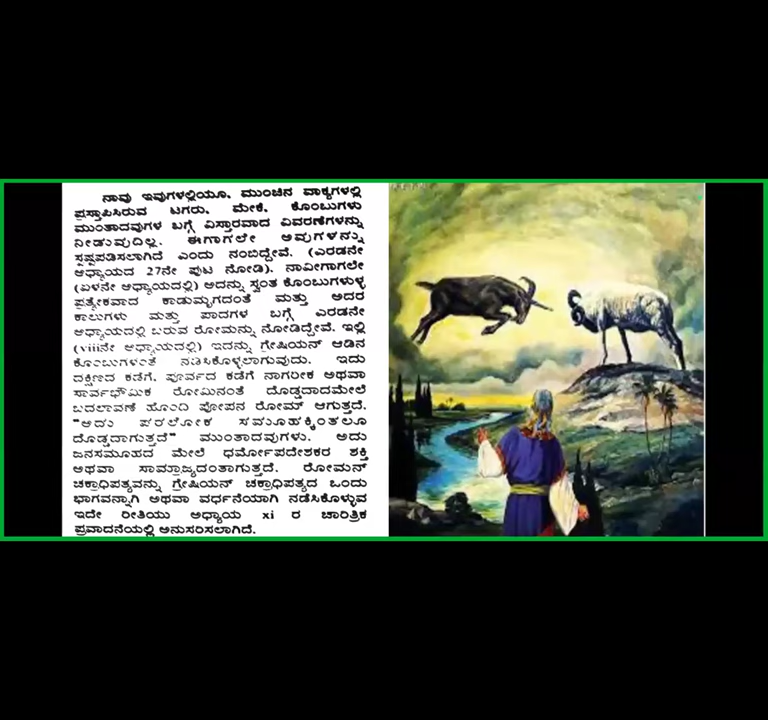 ನಾವು ಇವುಗಳಲ್ಲಿಯೂ, ಮುಂಚಿನ ವಾಕ್ಯಗಳಲ್ಲಿ
ಪ್ರಸ್ತಾಪಿಸಿರುವ ಟಗರು, ಮೇಕೆ, ಕೊಂಬುಗಳು
ಮುಂತಾದವುಗಳ ಬಗ್ಗೆ ವಿಸ್ತಾರವಾದ ವಿವರಣೆಗಳನ್ನು
ನೀಡುವುದಿಲ್ಲ. ಈಗಾಗಲೇ ಅವುಗಳನ್ನು
ಸ್ಪಷ್ಟಪಡಿಸಲಾಗಿದೆ ಎಂದು ನಂಬಿದ್ದೇವೆ. (ಎರಡನೇ
ಆಧ್ಯಾಯದ 27ನೇ ಪುಟ ನೋಡಿ). ನಾವೀಗಾಗಲೇ
(ಏಳನೇ ಆಧ್ಯಾಯದಲ್ಲಿ) ಅದನ್ನು ಸ್ವಂತ ಕೊಂಬುಗಳುಳ್ಳ
ಪ್ರತ್ಯೇಕವಾದ ಕಾಡುಮೃಗದಂತೆ ಮತ್ತು ಅದರ
ಕಾಲುಗಳು ಮತ್ತು ಪಾದಗಳ ಬಗ್ಗೆ ಎರಡನೇ
ಆಧ್ಯಾಯದಲ್ಲಿ ಬರುವ ರೋಮನ್ನು ನೋಡಿದ್ದೇವೆ. ಇಲ್ಲಿ
(viiiನೇ ಆಧ್ಯಾಯದಲ್ಲಿ) ಇದನ್ನು ಗ್ರೇಷಿಯನ್ ಆಡಿನ
ಕೊಂಬುಗಳಂತೆ ನಡಿಸಿಕೊಳ್ಳಲಾಗುವುದು. ಇದು
ದಕ್ಷಿಣದ ಕಡೆಗೆ, ಪೂರ್ವದ ಕಡೆಗೆ ನಾಗರೀಕ ಅಥವಾ
ಸಾರ್ವಭೌಮಿಕ ರೋಮಿನಂತೆ ದೊಡ್ಡದಾದಮೇಲೆ
ಬದಲಾವಣೆ ಹೊಂದಿ ಪೋಪನ ರೋಮ್ ಆಗುತ್ತದೆ.
"ಅದು ಪರಲೋಕ ಸಮೂಹಕ್ಕಿಂತಲೂ
ದೊಡ್ಡದಾಗುತ್ತದೆ" ಮುಂತಾದವುಗಳು. ಅದು
ಜನಸಮೂಹದ ಮೇಲೆ ಧರ್ಮೋಪದೇಶಕರ ಶಕ್ತಿ
ಅಥವಾ ಸಾಮ್ರಾಜ್ಯದಂತಾಗುತ್ತದೆ. ರೋಮನ್
ಚಕ್ರಾಧಿಪತ್ಯವನ್ನು ಗ್ರೇಷಿಯನ್ ಚಕ್ರಾಧಿಪತ್ಯದ ಒಂದು
ಭಾಗವನ್ನಾಗಿ ಅಥವಾ ವರ್ಧನೆಯಾಗಿ ನಡೆಸಿಕೊಳ್ಳುವ
ಇದೇ ರೀತಿಯು ಅಧ್ಯಾಯ xi ರ ಚಾರಿತ್ರಿಕ
ಪ್ರವಾದನೆಯಲ್ಲಿ ಅನುಸರಿಸಲಾಗಿದೆ.